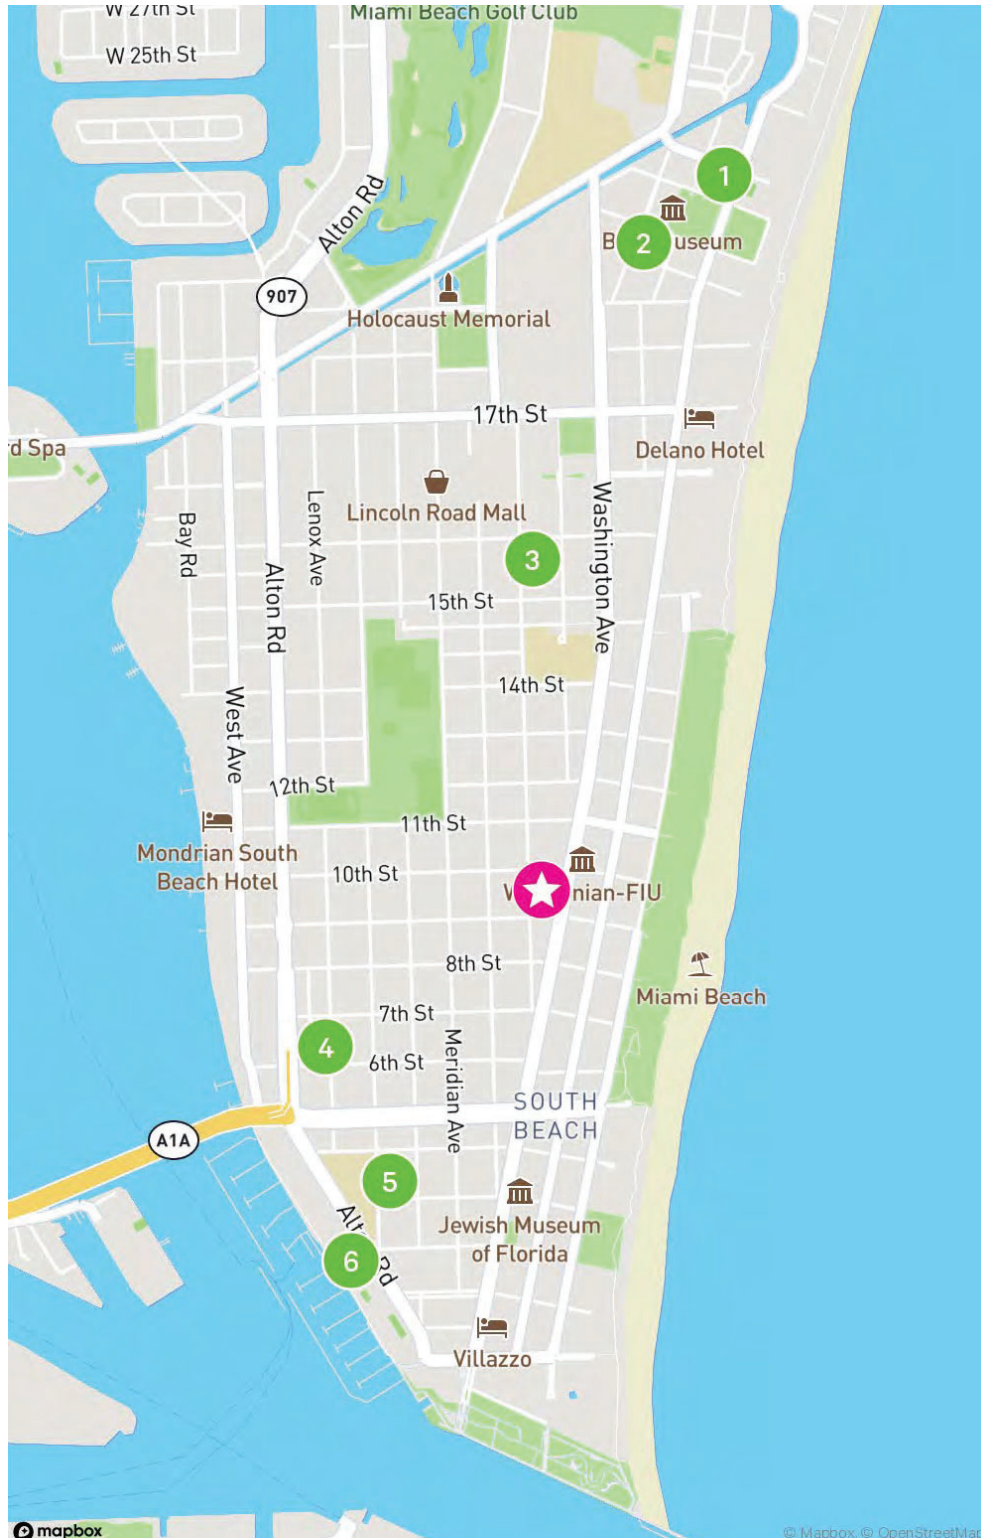 W 27th St
Miami Beach Golf Club
W 25th St
1
Alton Rd
2
B
useum
907
Holocaust Memorial
17th St
rd Spa
Delano Hotel
Lincoln Road Mall
Lenox Ave
Washington Ave
Bay Rd
3
Alton Rd
15th St
14th St
West Ave
12th St
11th St
Mondrian South
Beach Hotel
10th St
W
nian-FIU
8th St
Miami Beach
7th St
4
6th St
Meridian Ave
SOUTH
BEACH
A1A
5
Alt
Rd
6
Jewish Museum
of Florida
Villazzo
mapbox
© Mapbox, © OpenStreetMap